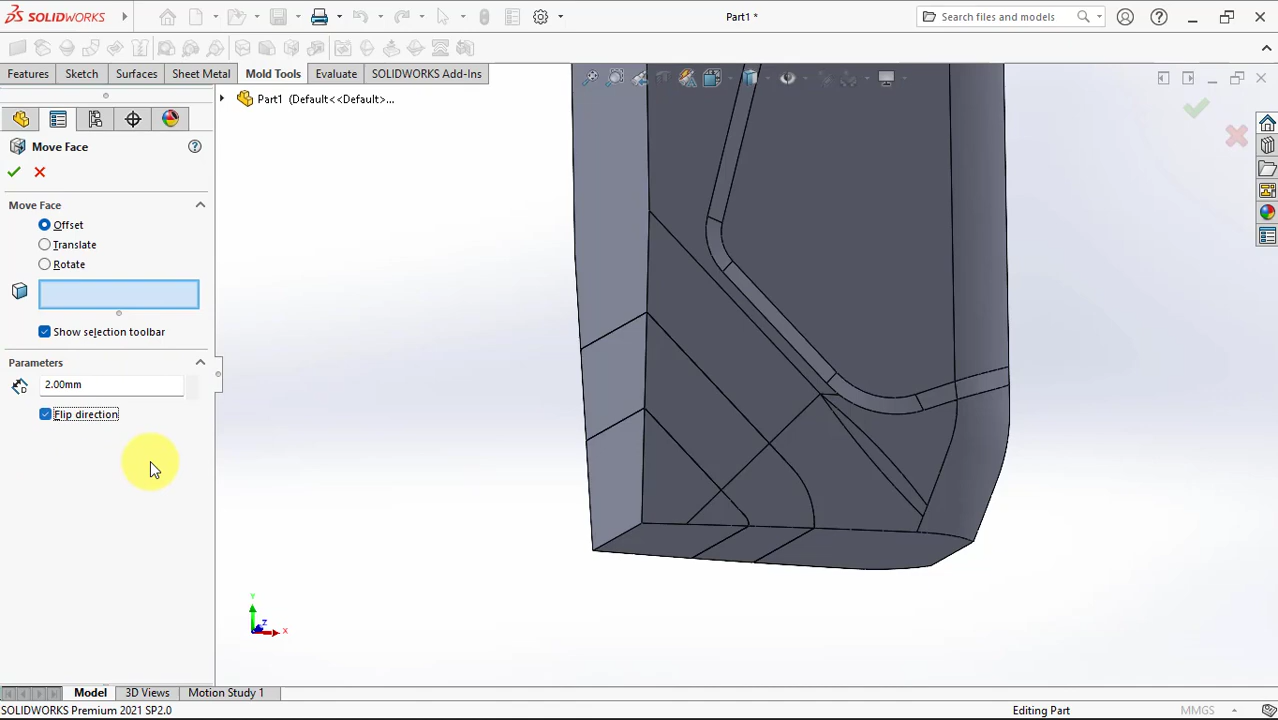 SOLIDWORKS
Part1 *
Search files and models
Features
Sketch
Surfaces
Sheet Metal
Mold Tools
Evaluate
SOLIDWORKS Add-Ins
Part1 (Default<<Default>...
Move Face
Move Face
Offset
Translate
Rotate
Show selection toolbar
Parameters
2.00mm
Flip direction
Y
Z
X
Model
3D Views
Motion Study 1
SOLIDWORKS Premium 2021 SP2.0
Editing Part
MMGS